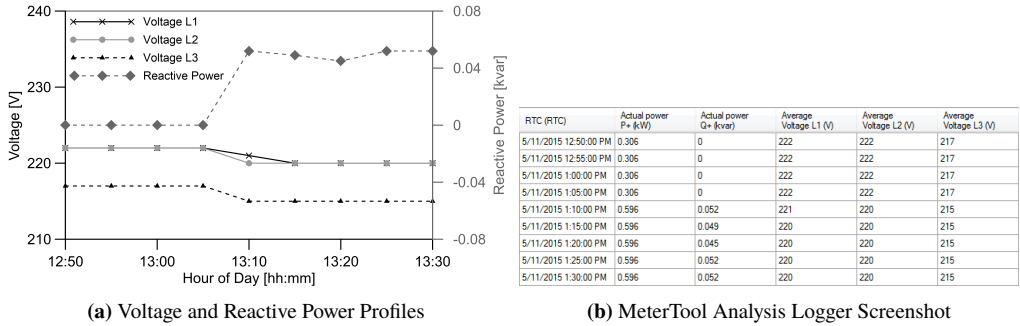 240
230
220
210
Voltage [V]
Voltage L1
Voltage L2
Voltage L3
Reactive Power
0.08
0.04
0
-0.04
-0.08
Reactive Power [kvar]
12:50 13:00 13:10 13:20 13:30
Hour of Day [hh:mm]
(a) Voltage and Reactive Power Profiles
RTC (RTC) Actual power P+ (kW) Actual power Q+ (kvar) Average Voltage L1 (V) Average Voltage L2 (V) Average Voltage L3 (V)
5/11/2015 12:50:00 PM 0.306 0 222 222 217
5/11/2015 12:55:00 PM 0.306 0 222 222 217
5/11/2015 1:00:00 PM 0.306 0 222 222 217
5/11/2015 1:05:00 PM 0.306 0 222 222 217
5/11/2015 1:10:00 PM 0.596 0.052 221 220 215
5/11/2015 1:15:00 PM 0.596 0.049 220 220 215
5/11/2015 1:20:00 PM 0.596 0.045 220 220 215
5/11/2015 1:25:00 PM 0.596 0.052 220 220 215
5/11/2015 1:30:00 PM 0.596 0.052 220 220 215
(b) MeterTool Analysis Logger Screenshot